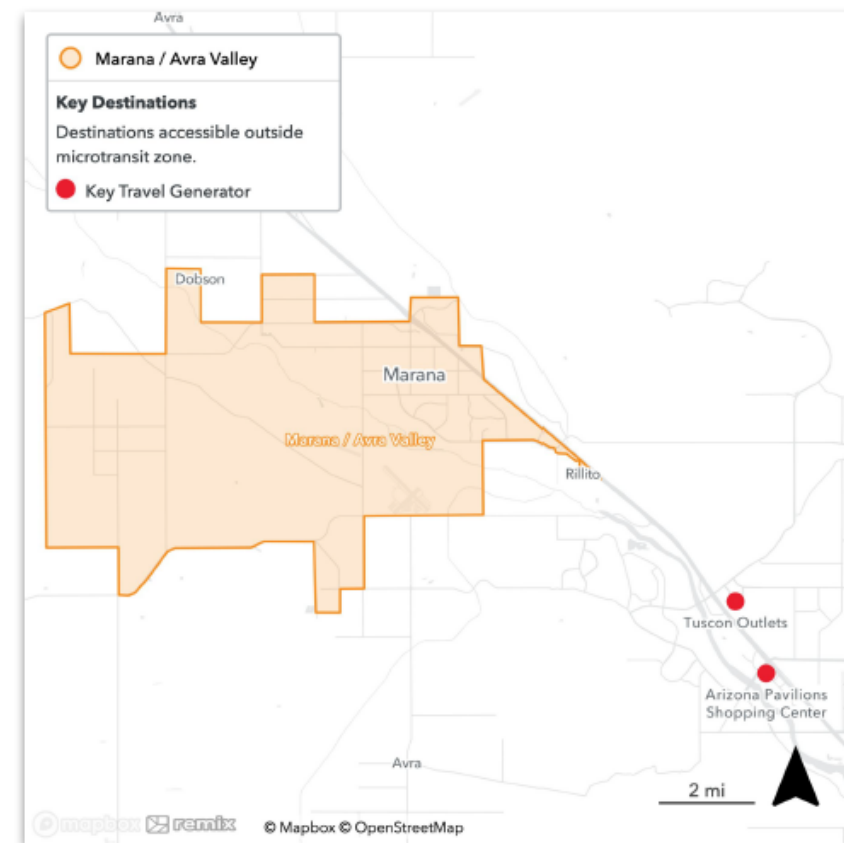 Avra
Marana / Avra Valley
Key Destinations
Destinations accessible outside
microtransit zone.
Key Travel Generator
Dobson
Marana
Marana / Avra Valley
Rillito
Tuscon Outlets
Arizona Pavilions
Shopping Center
Avra
2 mi
mapbox remix © Mapbox © OpenStreetMap